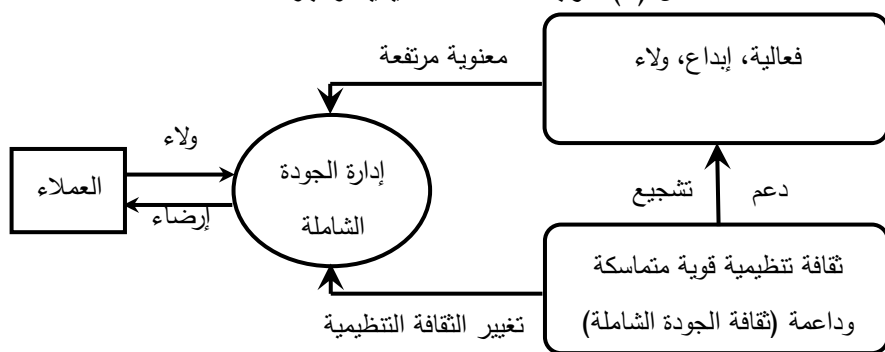 فعالية، إبداع، ولاء
معنوية مرتفعة
ولاء
العملاء
إرضاء
إدارة الجودة
الشاملة
دعم
تشجيع
ثقافة تنظيمية قوية متماسكة
وداعمة (ثقافة الجودة الشاملة)
تغيير الثقافة التنظيمية